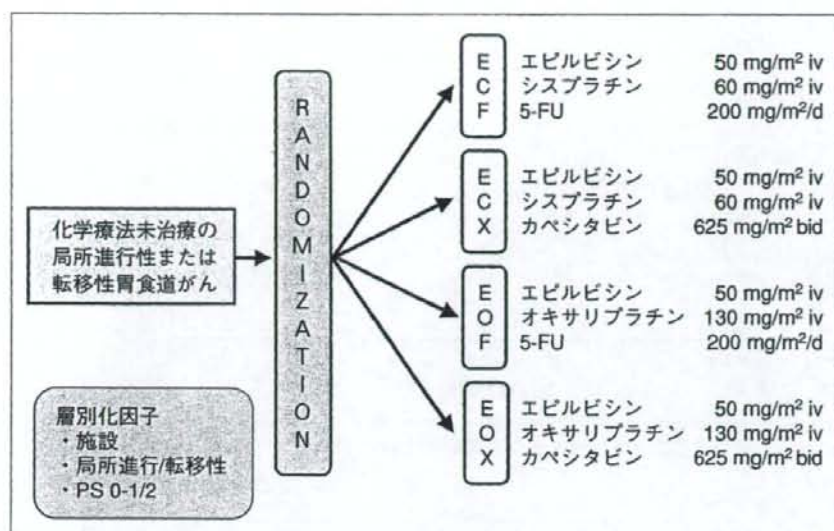 化学療法未治療の
局所進行性または
転移性胃食道がん
層別化因子
・施設
・局所進行/転移性
・PS 0-1/2
RANDOMIZATION
E エピルビシン 50 mg/m² iv
C シスプラチン 60 mg/m² iv
F 5-FU 200 mg/m²/d
E エピルビシン 50 mg/m² iv
C シスプラチン 60 mg/m² iv
X カペシタビン 625 mg/m² bid
E エピルビシン 50 mg/m² iv
O オキサリプラチン 130 mg/m² iv
F 5-FU 200 mg/m²/d
E エピルビシン 50 mg/m² iv
O オキサリプラチン 130 mg/m² iv
X カペシタビン 625 mg/m² bid